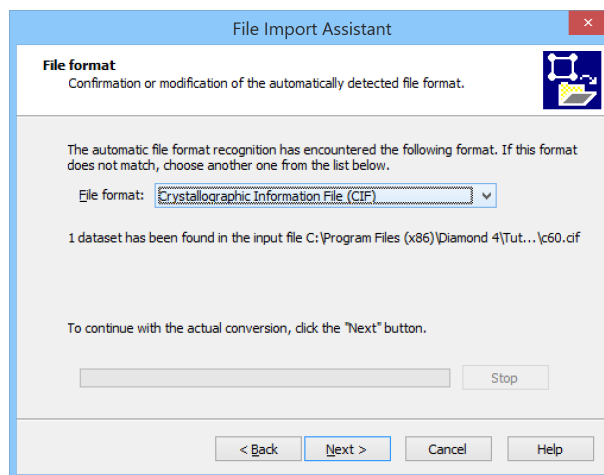 File Import Assistant
File format
Confirmation or modification of the automatically detected file format.
The automatic file format recognition has encountered the following format. If this format
does not match, choose another one from the list below.
File format: Crystallographic Information File (CIF)
1 dataset has been found in the input file C:\Program Files (x86)\Diamond 4\Tut...\c60.cif
To continue with the actual conversion, click the "Next" button.
Stop
< Back Next > Cancel Help